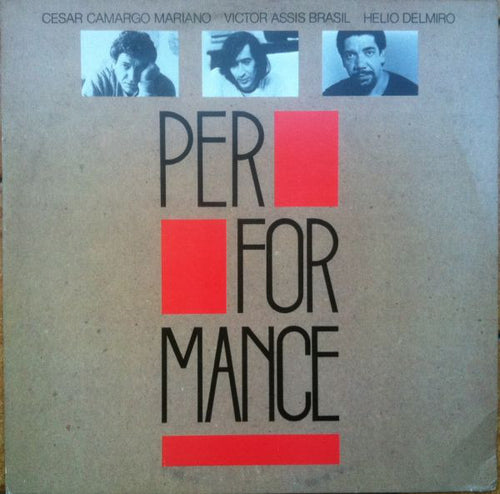 CESAR CAMARGO MARIANO VICTOR ASSIS BRASIL HELIO DELMIRO
PER
FOR
MANCE